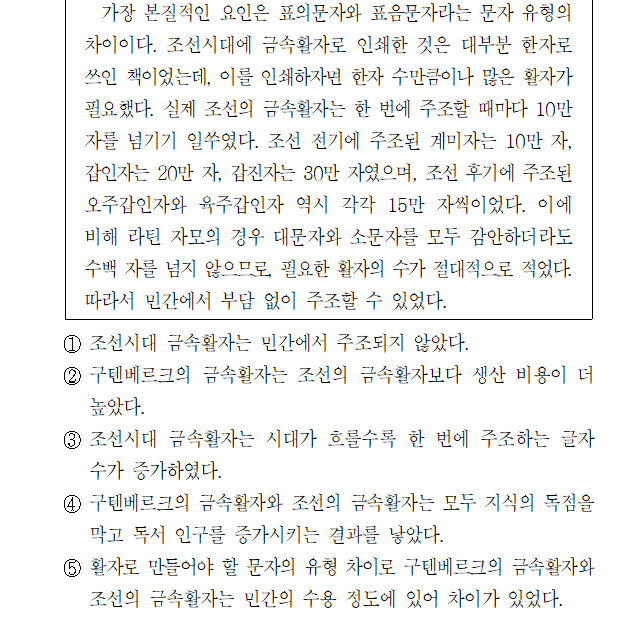 가장 본질적인 요인은 표의문자와 표음문자라는 문자 유형의
차이이다. 조선시대에 금속활자로 인쇄한 것은 대부분 한자로
쓰인 책이었는데, 이를 인쇄하자면 한자 수만큼이나 많은 활자가
필요했다. 실제 조선의 금속활자는 한 번에 주조할 때마다 10만
자를 넘기기 일쑤였다. 조선 전기에 주조된 계미자는 10만 자,
갑인자는 20만 자, 갑진자는 30만 자였으며, 조선 후기에 주조된
오주갑인자와 육주갑인자 역시 각각 15만 자씩이었다. 이에
비해 라틴 자모의 경우 대문자와 소문자를 모두 감안하더라도
수백 자를 넘지 않으므로, 필요한 활자의 수가 절대적으로 적었다.
따라서 민간에서 부담 없이 주조할 수 있었다.
① 조선시대 금속활자는 민간에서 주조되지 않았다.
② 구텐베르크의 금속활자는 조선의 금속활자보다 생산 비용이 더
높았다.
③ 조선시대 금속활자는 시대가 흐를수록 한 번에 주조하는 글자
수가 증가하였다.
④ 구텐베르크의 금속활자와 조선의 금속활자는 모두 지식의 독점을
막고 독서 인구를 증가시키는 결과를 낳았다.
⑤ 활자로 만들어야 할 문자의 유형 차이로 구텐베르크의 금속활자와
조선의 금속활자는 민간의 수용 정도에 있어 차이가 있었다.